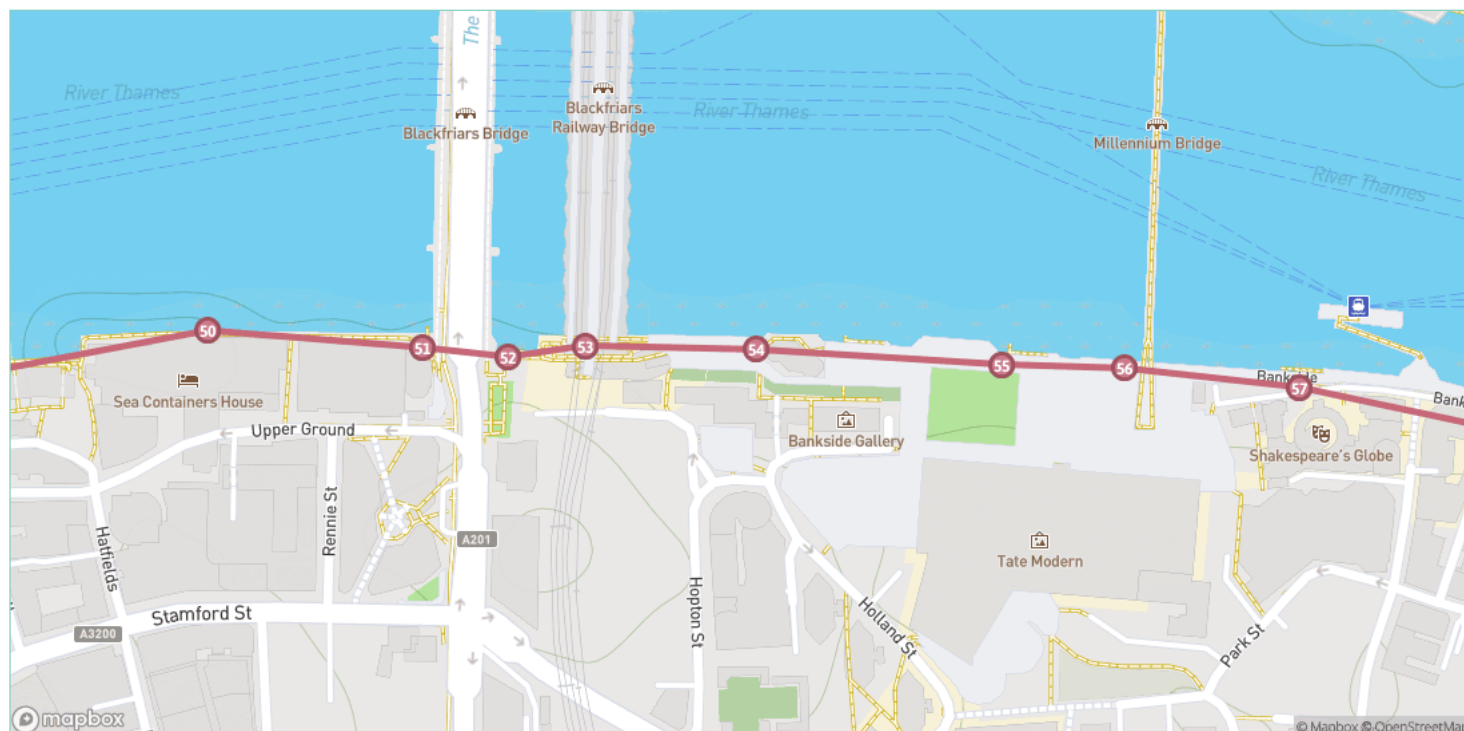 The
River Thames
Blackfriars Bridge
Blackfriars
Railway Bridge
River Thames
Millennium Bridge
River Thames
50
51
52
53
54
55
56
57
Bankside
Sea Containers House
Upper Ground
Bankside Gallery
Shakespeare's Globe
Rennie St
Hatfields
A201
Tate Modern
Hopton St
Holland St
Stamford St
A3200
Park St
mapbox
© Mapbox © OpenStreetMap